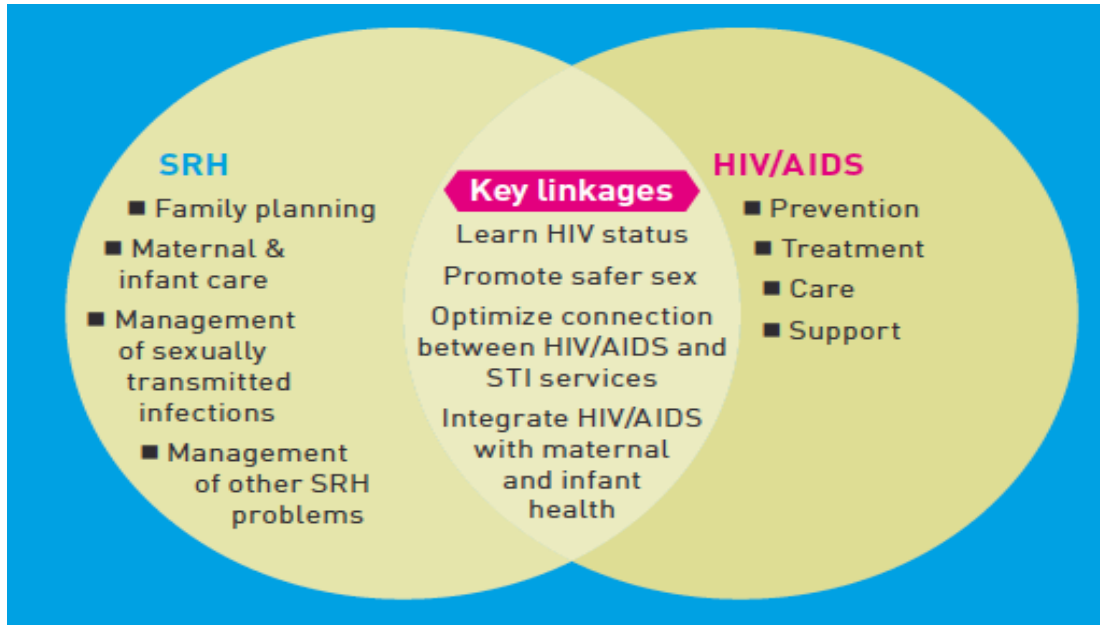 SRH
■ Family planning
■ Maternal &
infant care
■ Management
of sexually
transmitted
infections
■ Management
of other SRH
problems
Key linkages
Learn HIV status
Promote safer sex
Optimize connection
between HIV/AIDS and
STI services
Integrate HIV/AIDS
with maternal
and infant
health
HIV/AIDS
■ Prevention
■ Treatment
■ Care
■ Support